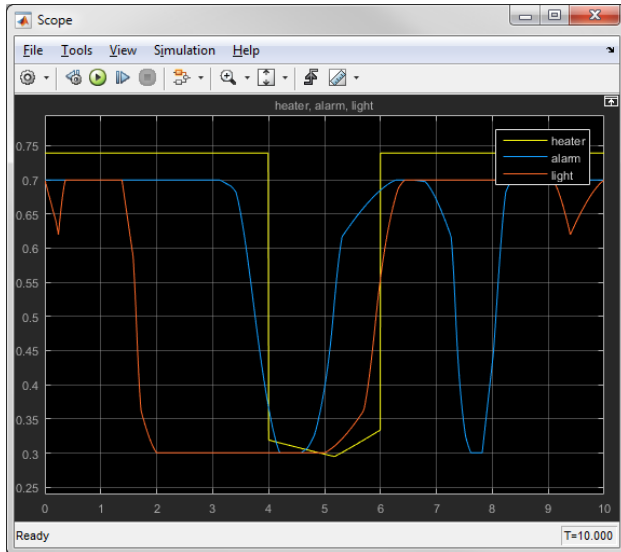 Scope
File Tools View Simulation Help
heater, alarm, light
heater
alarm
light
0.75
0.7
0.65
0.6
0.55
0.5
0.45
0.4
0.35
0.3
0.25
0 1 2 3 4 5 6 7 8 9 10
Ready T=10.000